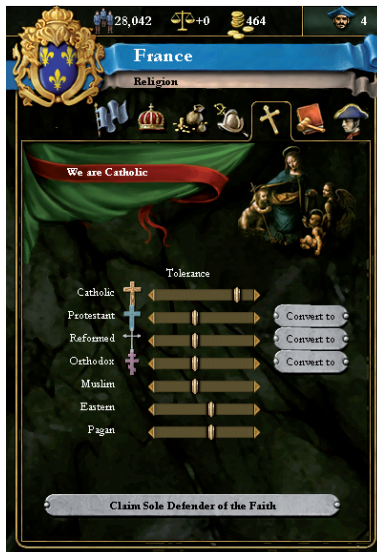 28,042 +0 464 4
France
Religion
We are Catholic
Tolerance
Catholic
Protestant Convert to
Reformed Convert to
Orthodox Convert to
Muslim
Eastern
Pagan
Claim Sole Defender of the Faith